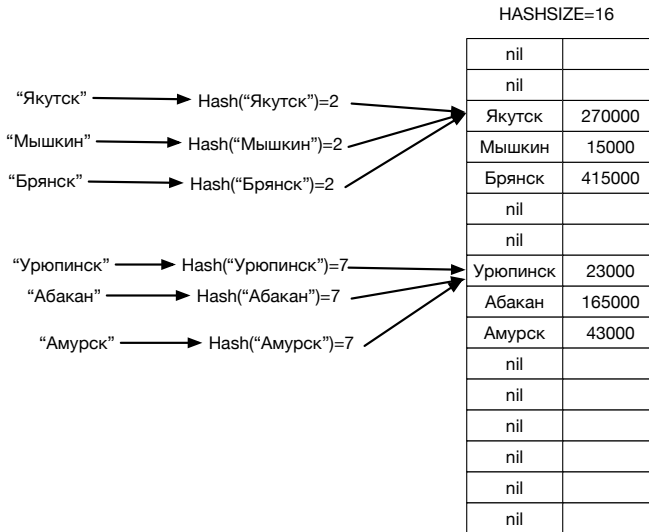 HASHSIZE=16
nil
nil
“Якутск” Hash(“Якутск”)=2
Якутск 270000
“Мышкин” Hash(“Мышкин”)=2
Мышкин 15000
“Брянск” Hash(“Брянск”)=2
Брянск 415000
nil
nil
“Урюпинск” Hash(“Урюпинск”)=7
Урюпинск 23000
“Абакан” Hash(“Абакан”)=7
Абакан 165000
“Амурск” Hash(“Амурск”)=7
Амурск 43000
nil
nil
nil
nil
nil
nil